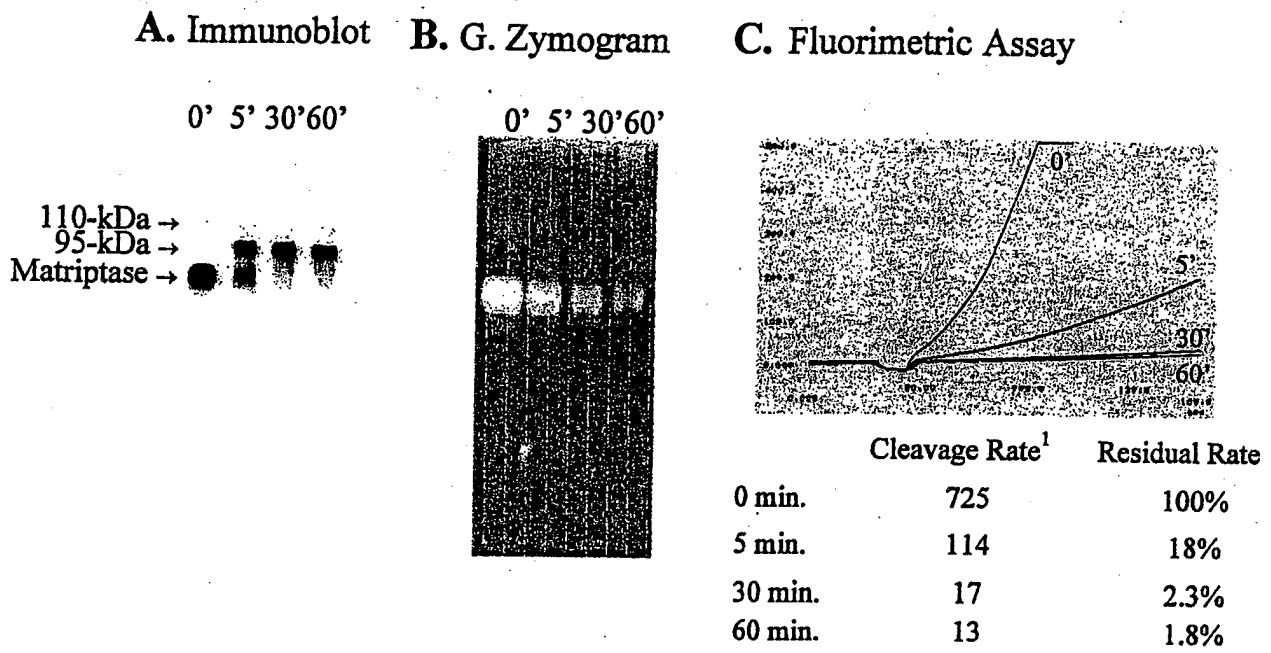 A. Immunoblot
0' 5' 30'60'
110-kDa →
95-kDa →
Matriptase →
B. G. Zymogram
0' 5' 30'60'
C. Fluorimetric Assay
0'
5'
30'
60'
Cleavage Rate1 Residual Rate
0 min. 725 100%
5 min. 114 18%
30 min. 17 2.3%
60 min. 13 1.8%